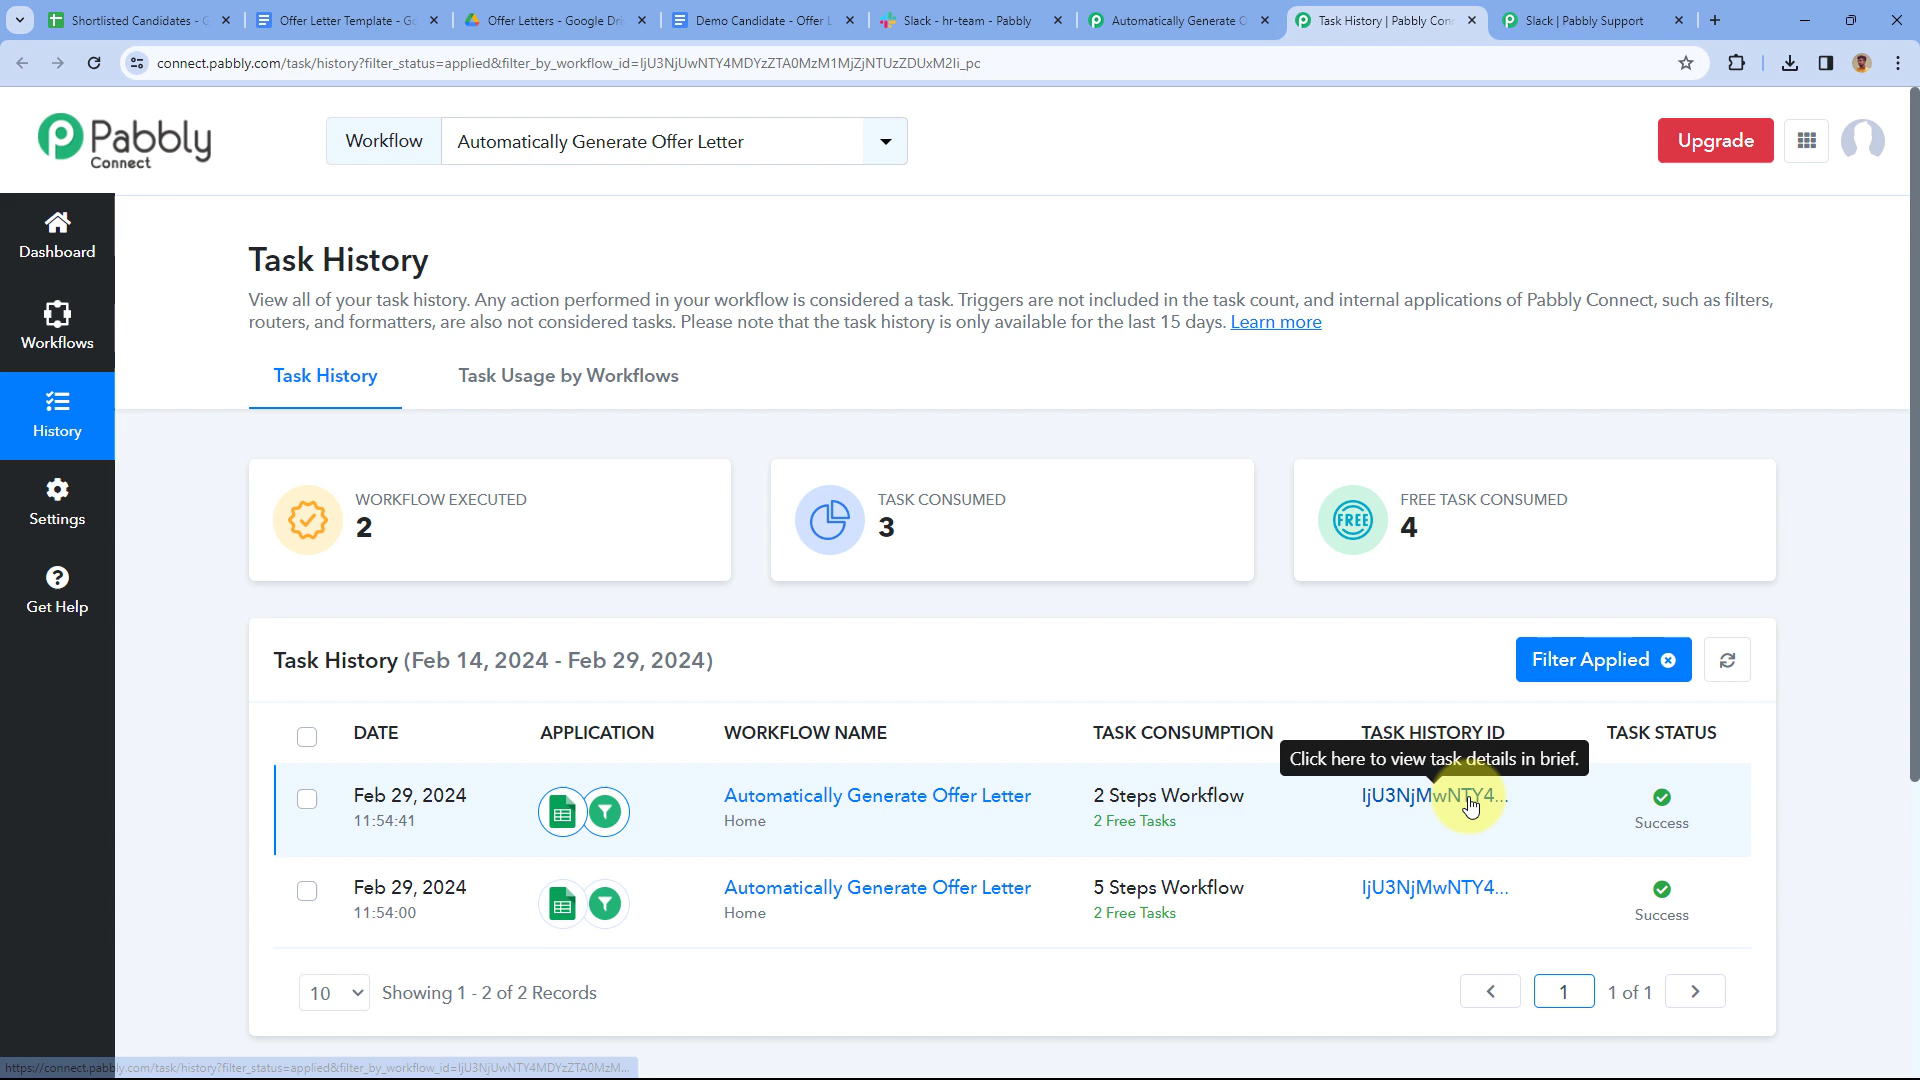 Shortlisted Candidates - G
Offer Letter Template - Go
Offer Letters - Google Dri
Demo Candidate - Offer L
Slack - hr-team - Pabbly
Automatically Generate O
Task History | Pabbly Con
Slack | Pabbly Support
connect.pabbly.com/task/history?filter_status=applied&filter_by_workflow_id=IjU3NjUwNTY4MDYzZTA0MzM1MjZjNTUzZDUxM2Ii_pc
Pabbly
Connect
Workflow
Automatically Generate Offer Letter
Upgrade
Dashboard
Workflows
History
Settings
Get Help
Task History
View all of your task history. Any action performed in your workflow is considered a task. Triggers are not included in the task count, and internal applications of Pabbly Connect, such as filters,
routers, and formatters, are also not considered tasks. Please note that the task history is only available for the last 15 days. Learn more
Task History
Task Usage by Workflows
WORKFLOW EXECUTED
2
TASK CONSUMED
3
FREE
FREE TASK CONSUMED
4
Task History (Feb 14, 2024 - Feb 29, 2024)
Filter Applied
DATE APPLICATION WORKFLOW NAME TASK CONSUMPTION TASK HISTORY ID TASK STATUS
Click here to view task details in brief.
Feb 29, 2024 Automatically Generate Offer Letter 2 Steps Workflow IjU3NjMwNTY4...
11:54:41 Home 2 Free Tasks Success
Feb 29, 2024 Automatically Generate Offer Letter 5 Steps Workflow IjU3NjMwNTY4...
11:54:00 Home 2 Free Tasks Success
10 Showing 1 - 2 of 2 Records
1 1 of 1
https://connect.pabbly.com/task/history?filter_status=applied&filter_by_workflow_id=IjU3NjUwNTY4MDYzZTA0MzM...